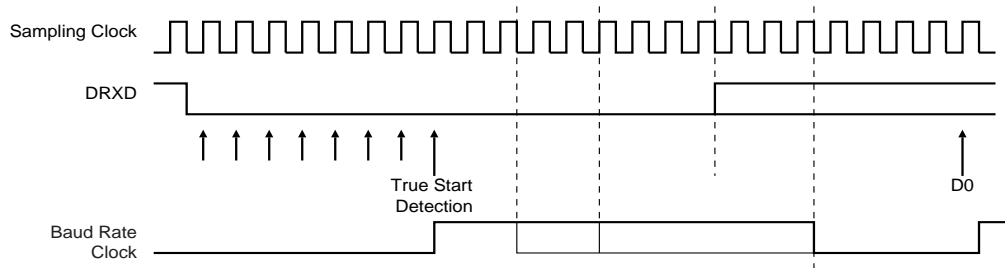 Sampling Clock
DRXD
True Start
Detection
D0
Baud Rate
Clock